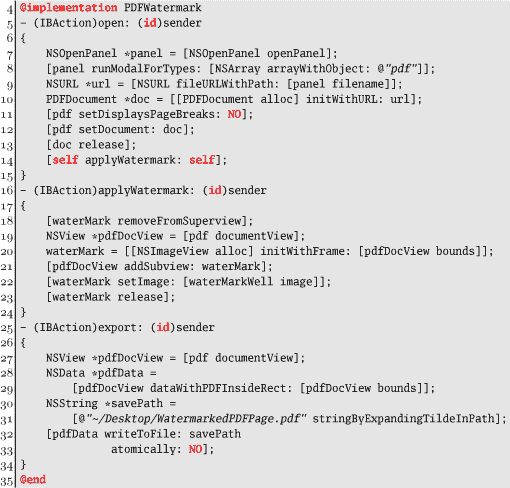 4 @implementation PDFWatermark
5 - (IBAction)open: (id)sender
6 {
7 NSOpenPanel *panel = [NSOpenPanel openPanel];
8 [panel runModalForTypes: [NSArray arrayWithObject: @"pdf"]];
9 NSURL *url = [NSURL fileURLWithPath: [panel filename]];
10 PDFDocument *doc = [[PDFDocument alloc] initWithURL: url];
11 [pdf setDisplaysPageBreaks: NO];
12 [pdf setDocument: doc];
13 [doc release];
14 [self applyWatermark: self];
15 }
16 - (IBAction)applyWatermark: (id)sender
17 {
18 [waterMark removeFromSuperview];
19 NSView *pdfDocView = [pdf documentView];
20 waterMark = [[NSImageView alloc] initWithFrame: [pdfDocView bounds]];
21 [pdfDocView addSubview: waterMark];
22 [waterMark setImage: [waterMarkWell image]];
23 [waterMark release];
24 }
25 - (IBAction)export: (id)sender
26 {
27 NSView *pdfDocView = [pdf documentView];
28 NSData *pdfData =
29 [pdfDocView dataWithPDFInsideRect: [pdfDocView bounds]];
30 NSString *savePath =
31 [@"~/Desktop/WatermarkedPDFPage.pdf" stringByExpandingTildeInPath];
32 [pdfData writeToFile: savePath
33 atomically: NO];
34 }
35 @end